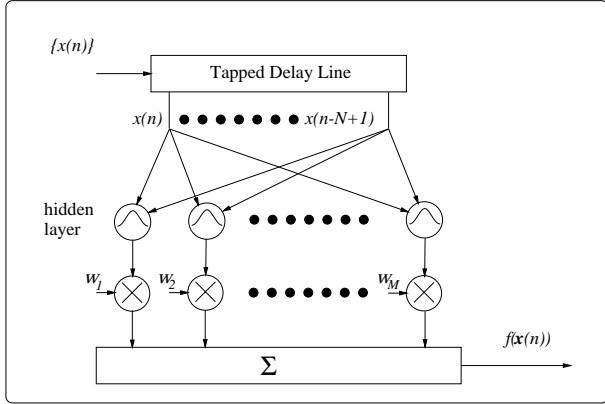 {x(n)}
Tapped Delay Line
x(n) x(n-N+1)
hidden
layer
w1 w2 wM
Σ
f(x(n))